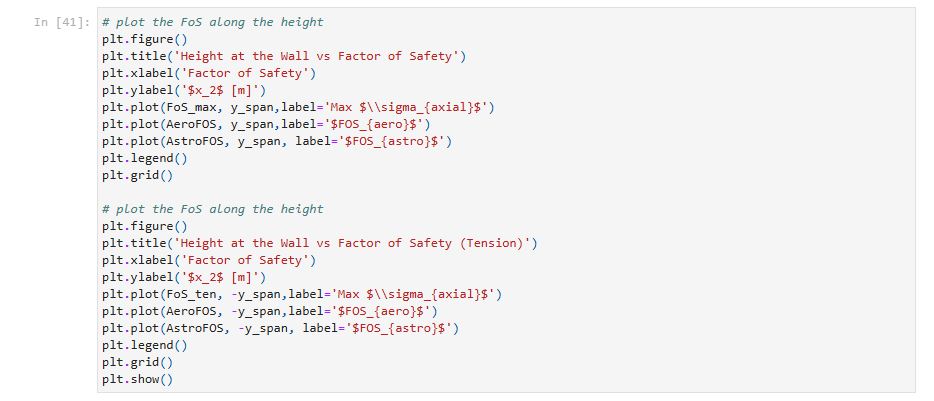 In [41]:
# plot the FoS along the height
plt.figure()
plt.title('Height at the Wall vs Factor of Safety')
plt.xlabel('Factor of Safety')
plt.ylabel('$x_2$ [m]')
plt.plot(FoS_max, y_span,label='Max $\\sigma_{axial}$')
plt.plot(AeroFOS, y_span,label='$FOS_{aero}$')
plt.plot(AstroFOS, y_span, label='$FOS_{astro}$')
plt.legend()
plt.grid()

# plot the FoS along the height
plt.figure()
plt.title('Height at the Wall vs Factor of Safety (Tension)')
plt.xlabel('Factor of Safety')
plt.ylabel('$x_2$ [m]')
plt.plot(FoS_ten, -y_span,label='Max $\\sigma_{axial}$')
plt.plot(AeroFOS, -y_span,label='$FOS_{aero}$')
plt.plot(AstroFOS, -y_span, label='$FOS_{astro}$')
plt.legend()
plt.grid()
plt.show()